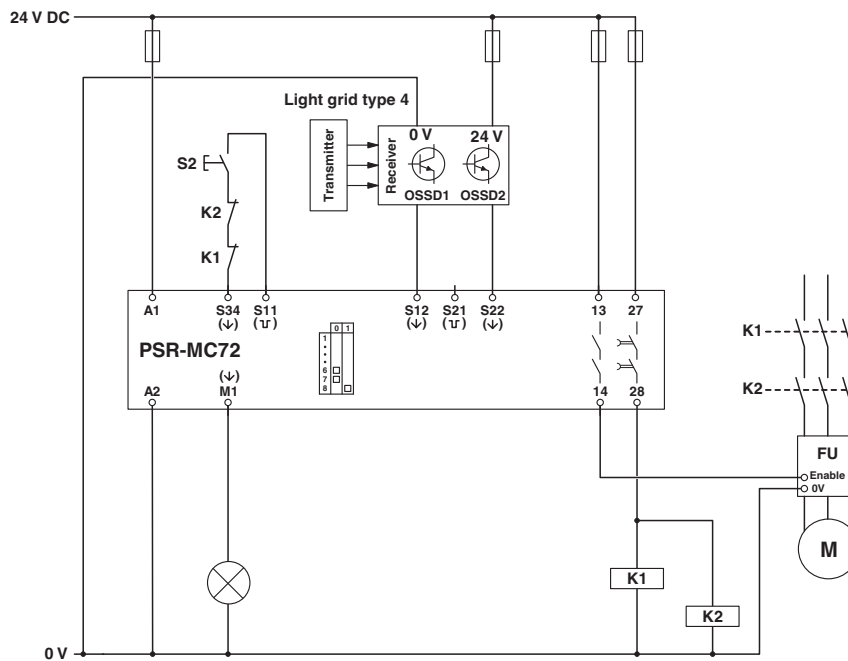 24 V DC
Light grid type 4
Transmitter
Receiver
0 V
24 V
OSSD1
OSSD2
S2
K2
K1
A1
S34
S11
S12
S21
S22
13
27
PSR-MC72
0 1
1
6
7
8
A2
M1
14
28
K1
K2
FU
Enable
0V
M
K1
K2
0 V